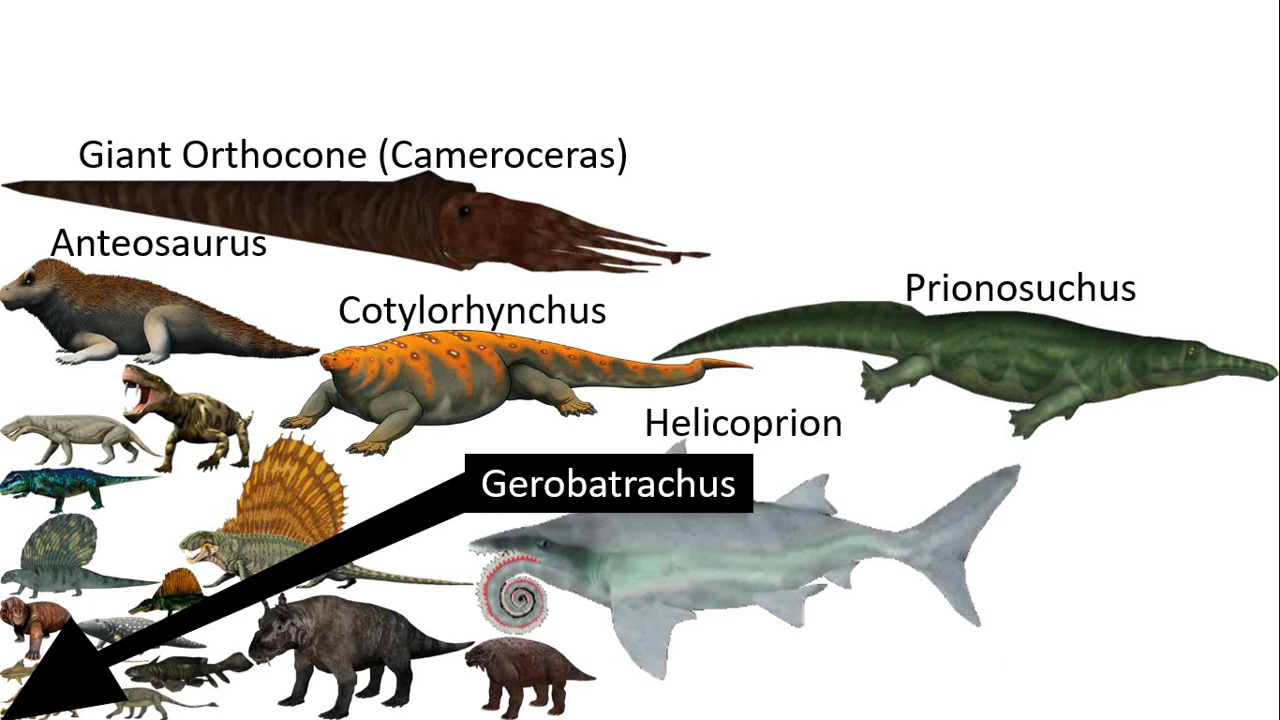 Giant Orthocone (Cameroceras)
Anteosaurus
Prionosuchus
Cotylorhynchus
Helicoprion
Gerobatrachus